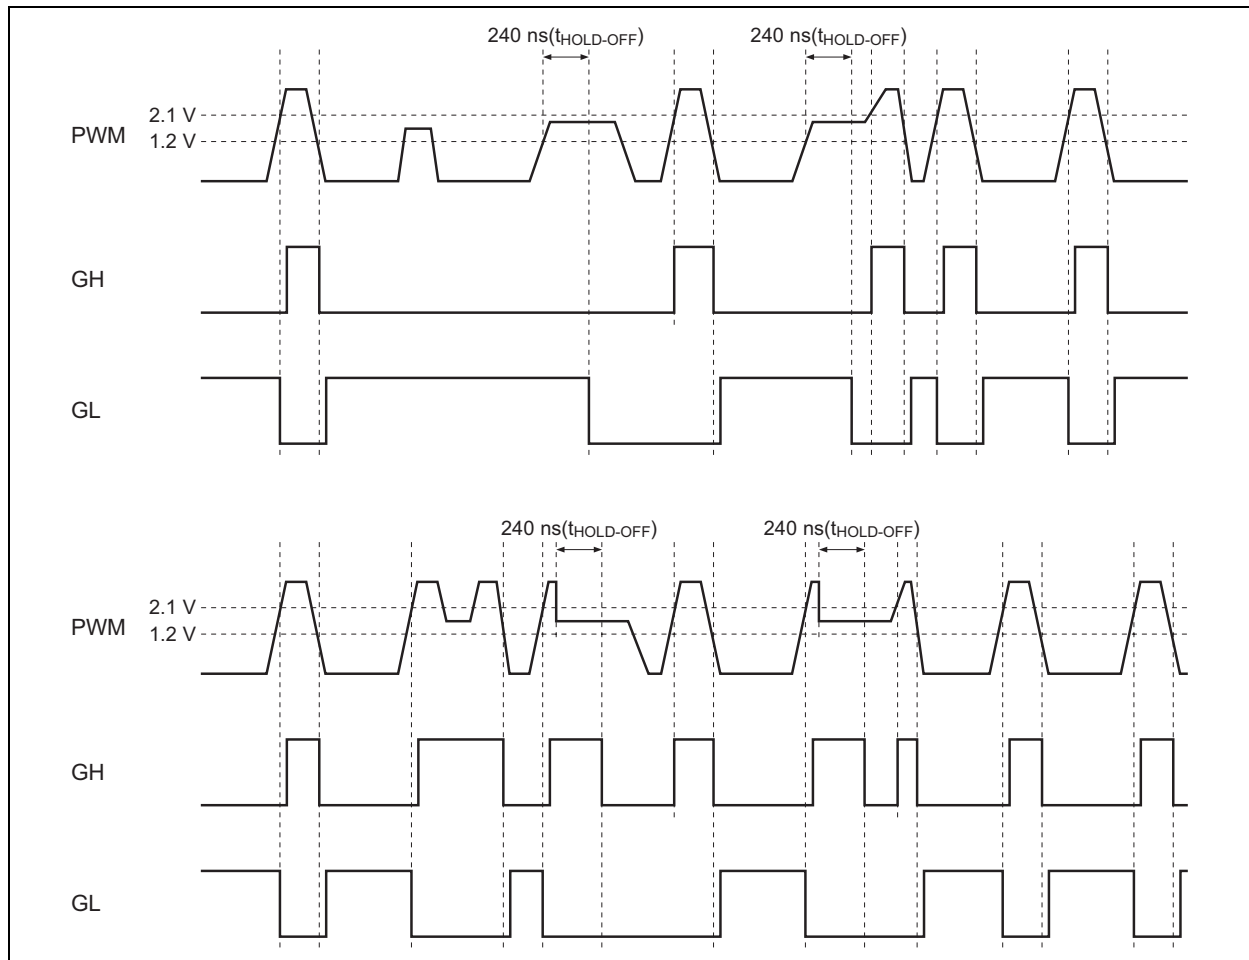 240 ns(tHOLD-OFF) 240 ns(tHOLD-OFF)
2.1 V
PWM
1.2 V
GH
GL
240 ns(tHOLD-OFF) 240 ns(tHOLD-OFF)
2.1 V
PWM
1.2 V
GH
GL